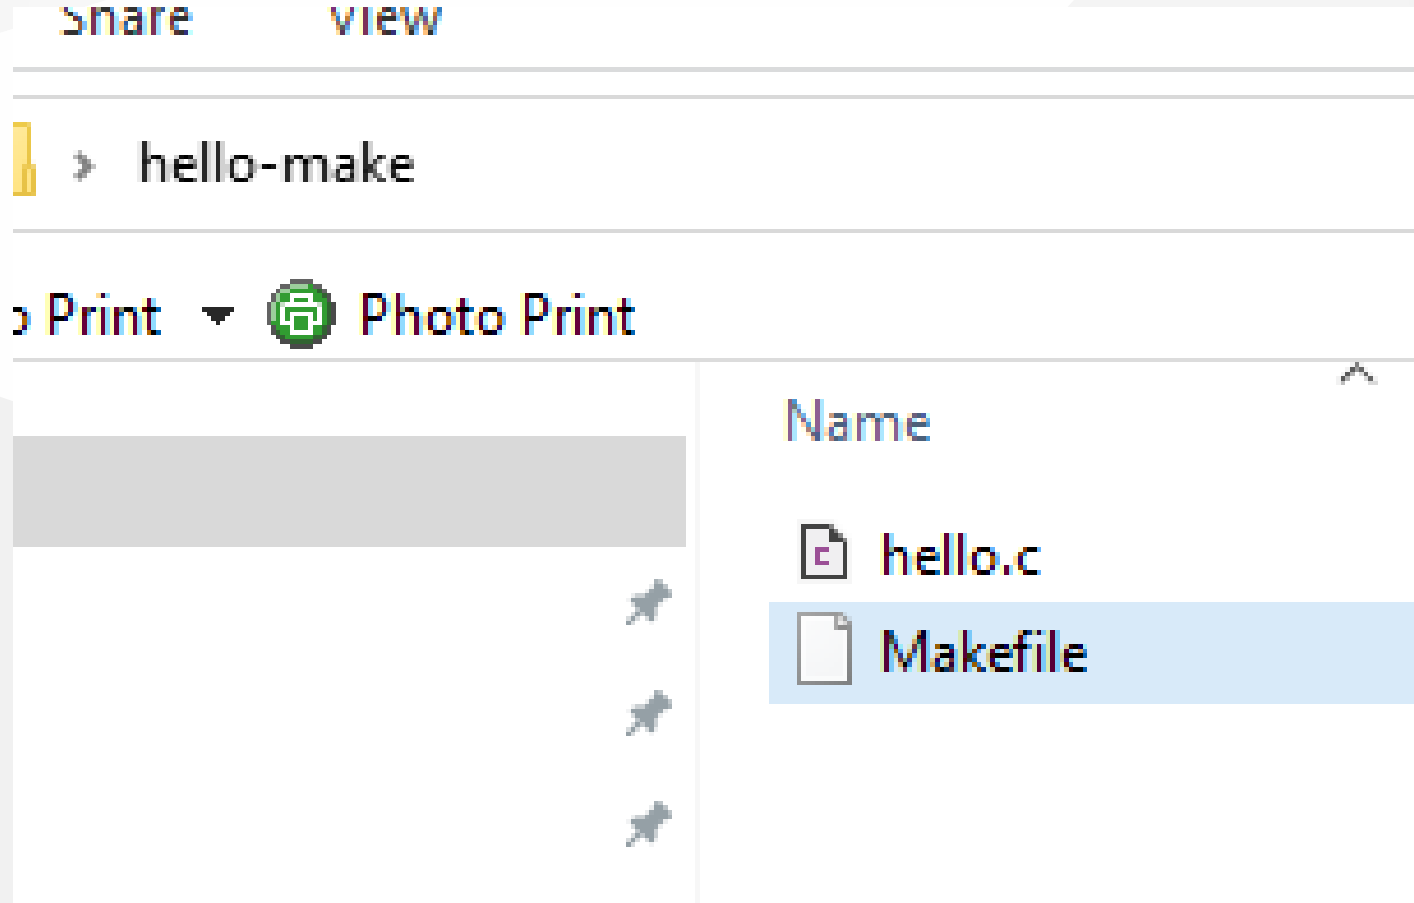 Share View
hello-make
Print Photo Print
Name
hello.c
Makefile